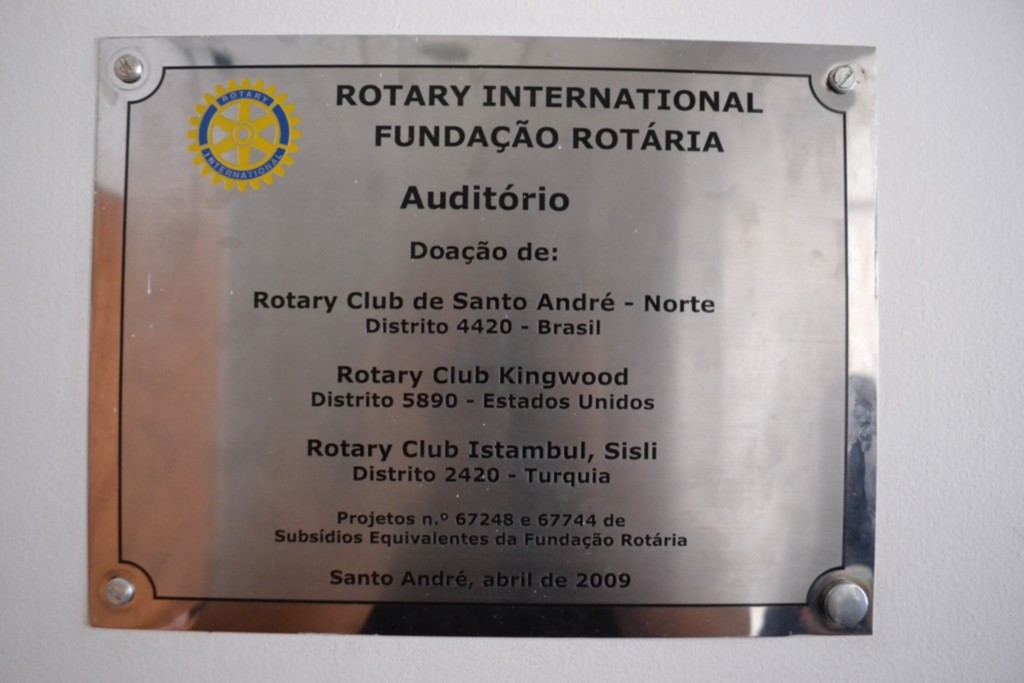 ROTARY INTERNATIONAL
ROTARY INTERNATIONAL
FUNDAÇÃO ROTÁRIA
Auditório
Doação de:
Rotary Club de Santo André - Norte
Distrito 4420 - Brasil
Rotary Club Kingwood
Distrito 5890 - Estados Unidos
Rotary Club Istambul, Sisli
Distrito 2420 - Turquia
Projetos n.º 67248 e 67744 de
Subsídios Equivalentes da Fundação Rotária
Santo André, abril de 2009